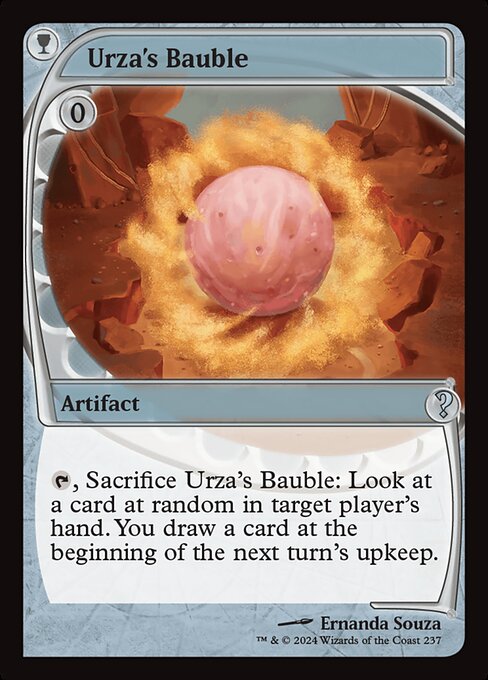 Urza's Bauble
0
Artifact
?
, Sacrifice Urza's Bauble: Look at
a card at random in target player's
hand. You draw a card at the
beginning of the next turn's upkeep.
Ernanda Souza
™ & © 2024 Wizards of the Coast 237